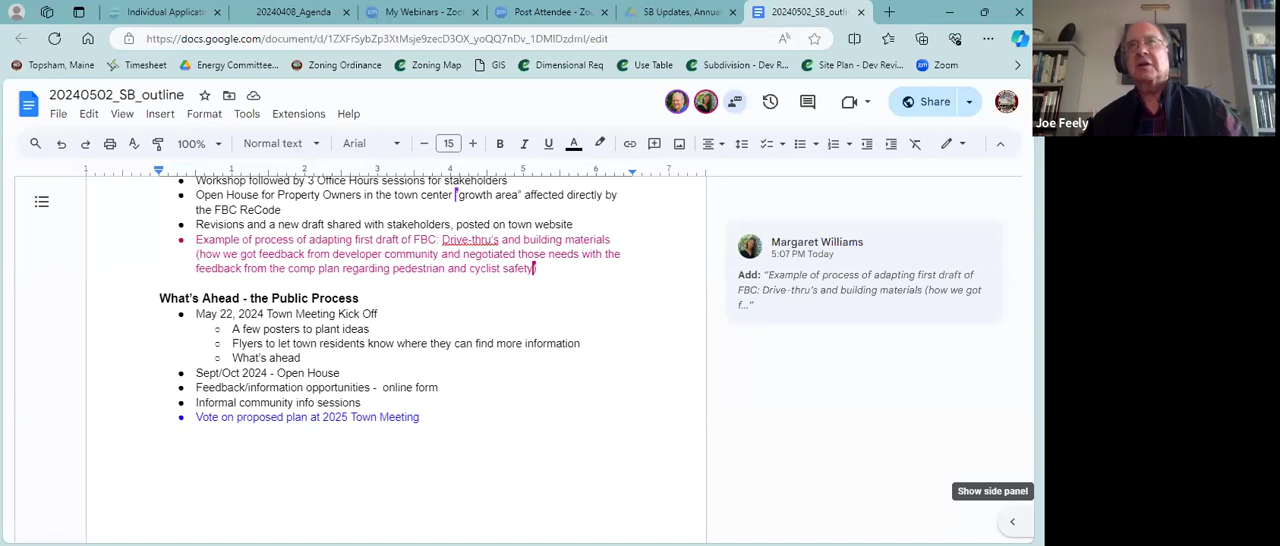 Individual Applicati
20240408_Agenda
My Webinars - Zoo
Post Attendee - Zo
SB Updates, Annual
20240502_SB_outlin
https://docs.google.com/document/d/1ZXFrSybZp3XtMsje9zecD3OX_yoQQ7nDv_1DMIDzdmI/edit
Topsham, Maine
Timesheet
Energy Committee...
Zoning Ordinance
Zoning Map
GIS
Dimensional Req
Use Table
Subdivision - Dev R...
Site Plan - Dev Revi...
Zoom
20240502_SB_outline
File Edit View Insert Format Tools Extensions Help
Share
100%
Normal text
Arial
15
B I U A
1 1 2 3 4 5 6 7
Workshop followed by 3 Office Hours sessions for stakeholders
Open House for Property Owners in the town center "growth area" affected directly by
the FBC ReCode
Revisions and a new draft shared with stakeholders, posted on town website
Example of process of adapting first draft of FBC: Drive-thru's and building materials
(how we got feedback from developer community and negotiated those needs with the
feedback from the comp plan regarding pedestrian and cyclist safety)
What's Ahead - the Public Process
May 22, 2024 Town Meeting Kick Off
A few posters to plant ideas
Flyers to let town residents know where they can find more information
What's ahead
Sept/Oct 2024 - Open House
Feedback/information opportunities - online form
Informal community info sessions
Vote on proposed plan at 2025 Town Meeting
Margaret Williams
5:07 PM Today
Add: "Example of process of adapting first draft of
FBC: Drive-thru's and building materials (how we got
f..."
Show side panel
Joe Feely